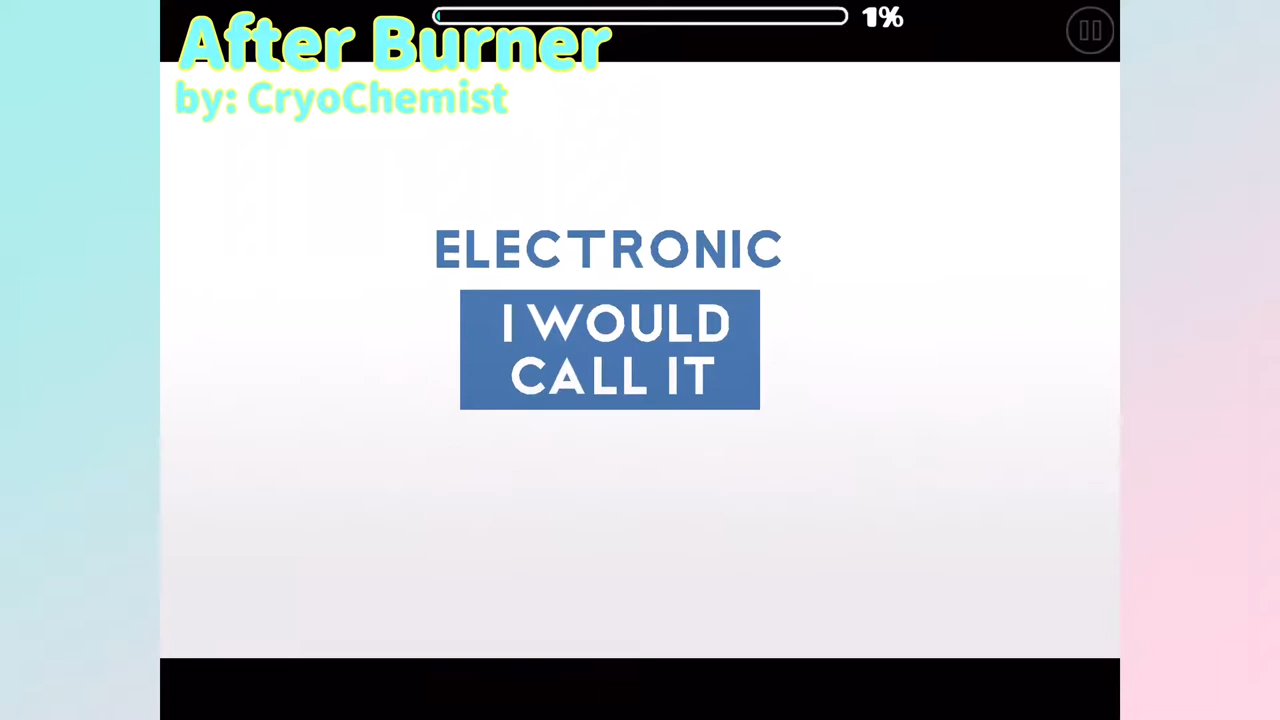 1%
After Burner
by: CryoChemist
ELECTRONIC
I WOULD
CALL IT